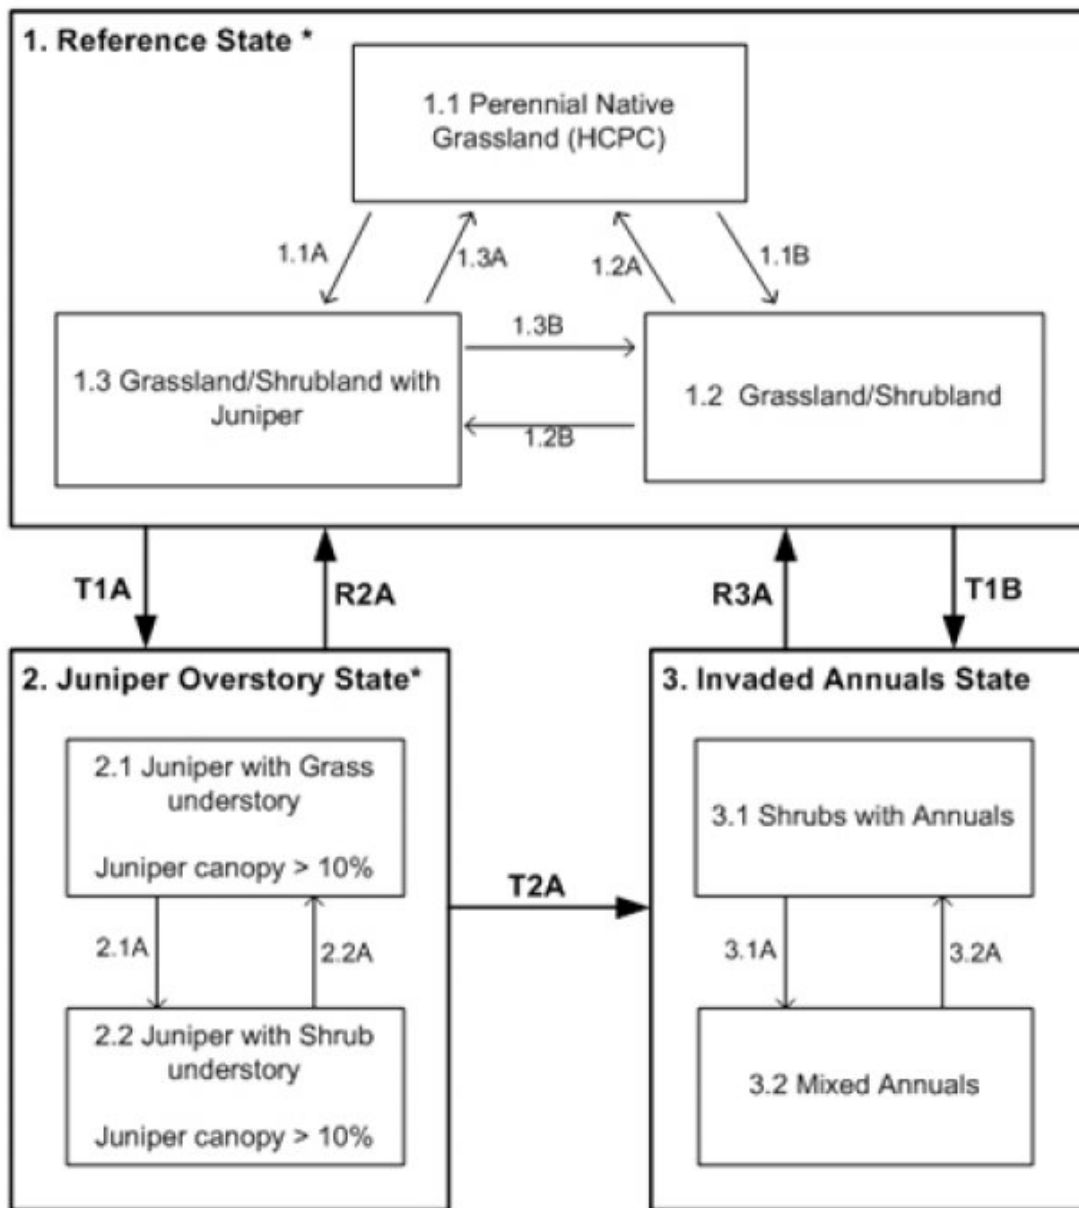 1. Reference State *
1.1 Perennial Native
Grassland (HCPC)
1.1A
1.3A
1.2A
1.1B
1.3 Grassland/Shrubland with
Juniper
1.3B
1.2B
1.2 Grassland/Shrubland
T1A
R2A
R3A
T1B
2. Juniper Overstory State*
2.1 Juniper with Grass
understory
Juniper canopy > 10%
2.1A
2.2A
2.2 Juniper with Shrub
understory
Juniper canopy > 10%
T2A
3. Invaded Annuals State
3.1 Shrubs with Annuals
3.1A
3.2A
3.2 Mixed Annuals